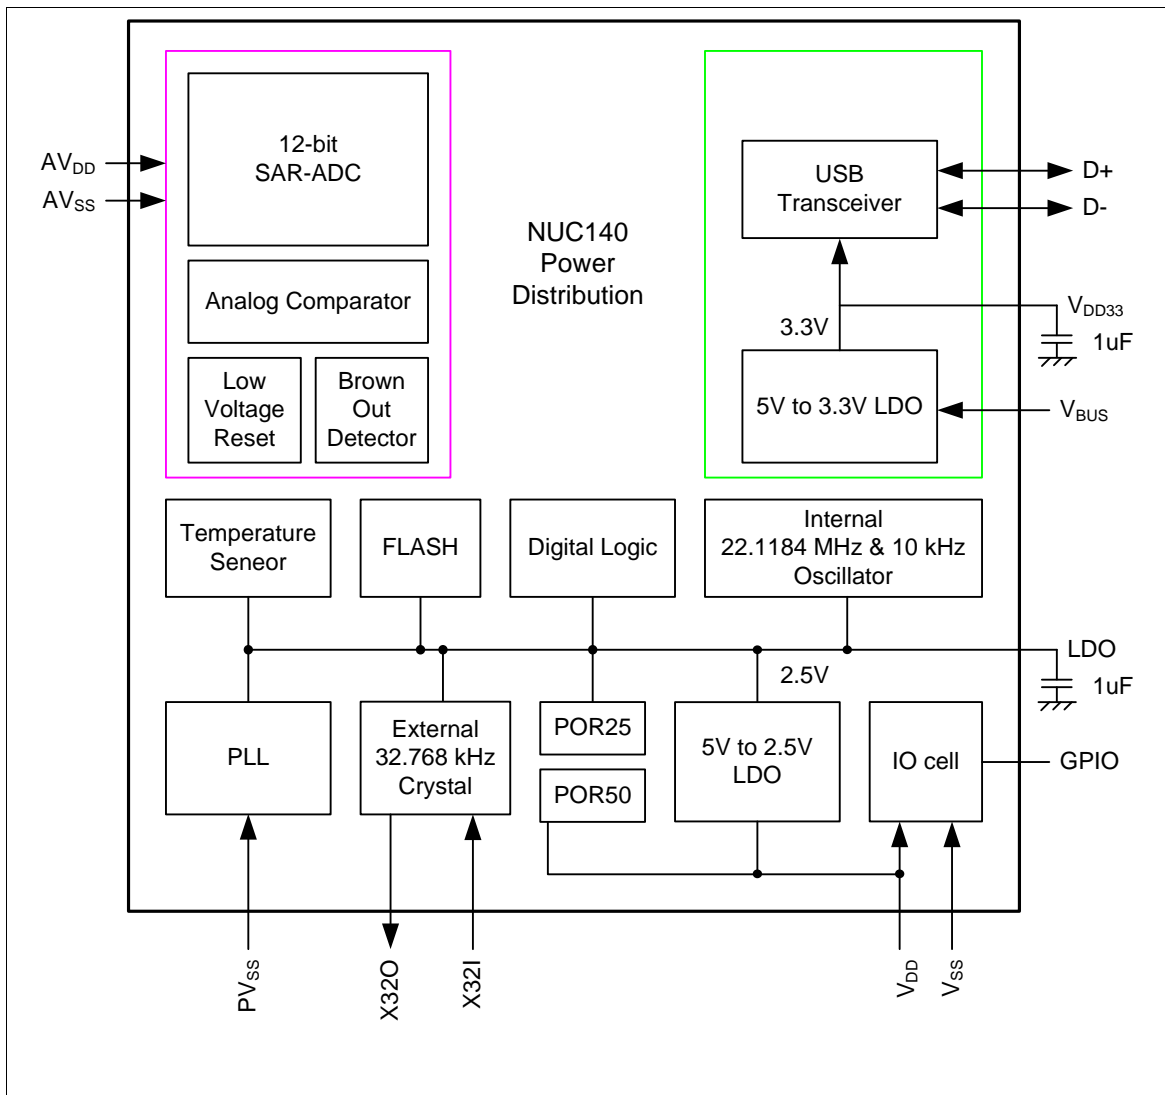 12-bit
SAR-ADC
AVDD
AVSS
Analog Comparator
Low
Voltage
Reset
Brown
Out
Detector
NUC140
Power
Distribution
USB
Transceiver
D+
D-
3.3V
VDD33
1uF
5V to 3.3V LDO
VBUS
Temperature
Seneor
FLASH
Digital Logic
Internal
22.1184 MHz & 10 kHz
Oscillator
2.5V
LDO
1uF
PLL
External
32.768 kHz
Crystal
POR25
POR50
5V to 2.5V
LDO
IO cell
GPIO
PVSS
X32O
X32I
VDD
VSS